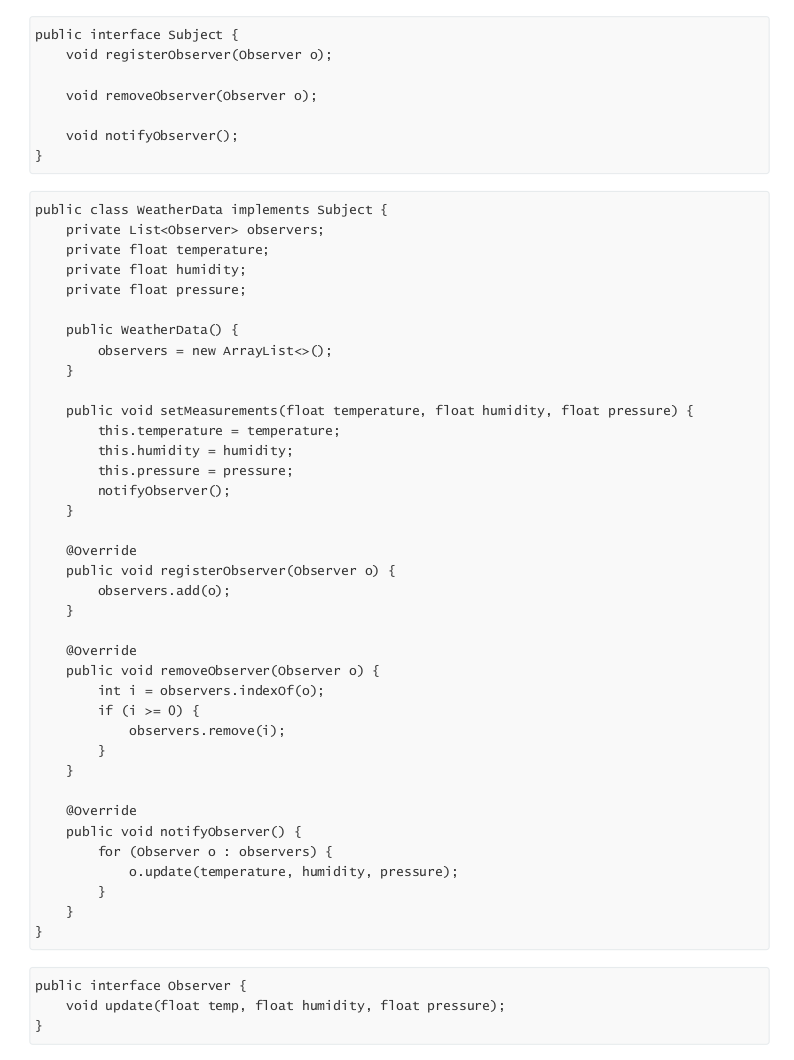 public interface Subject {
    void registerObserver(Observer o);

    void removeObserver(Observer o);

    void notifyObserver();
}

public class WeatherData implements Subject {
    private List<Observer> observers;
    private float temperature;
    private float humidity;
    private float pressure;

    public WeatherData() {
        observers = new ArrayList<>();
    }

    public void setMeasurements(float temperature, float humidity, float pressure) {
        this.temperature = temperature;
        this.humidity = humidity;
        this.pressure = pressure;
        notifyObserver();
    }

    @Override
    public void registerObserver(Observer o) {
        observers.add(o);
    }

    @Override
    public void removeObserver(Observer o) {
        int i = observers.indexOf(o);
        if (i >= 0) {
            observers.remove(i);
        }
    }

    @Override
    public void notifyObserver() {
        for (Observer o : observers) {
            o.update(temperature, humidity, pressure);
        }
    }
}

public interface Observer {
    void update(float temp, float humidity, float pressure);
}